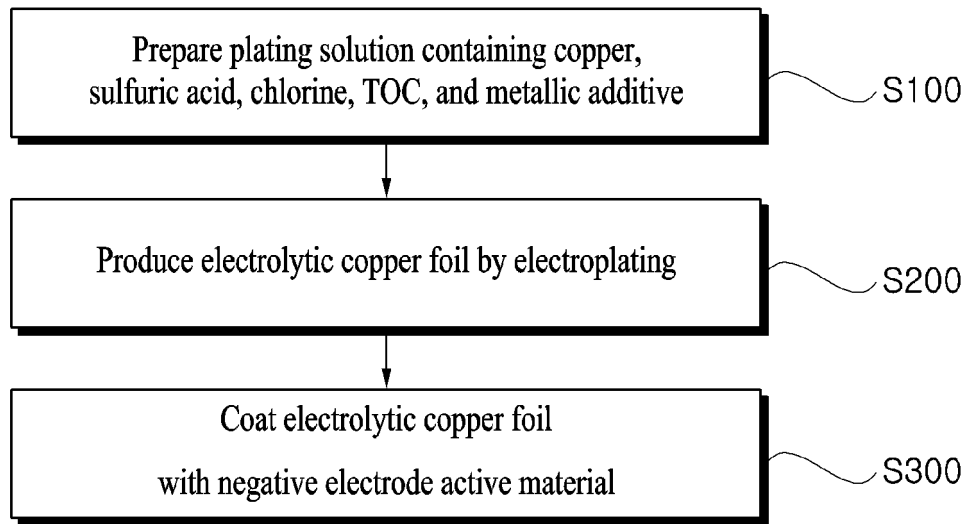 Prepare plating solution containing copper,
sulfuric acid, chlorine, TOC, and metallic additive
S100
Produce electrolytic copper foil by electroplating
S200
Coat electrolytic copper foil
with negative electrode active material
S300